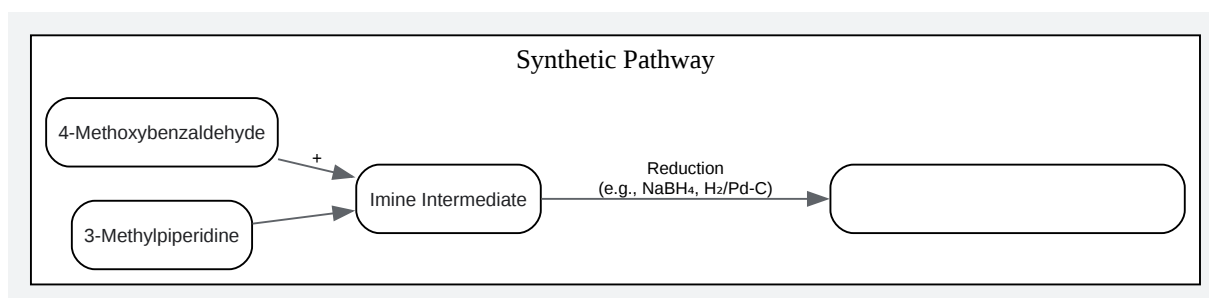 Synthetic Pathway
4-Methoxybenzaldehyde
+
3-Methylpiperidine
Imine Intermediate
Reduction
(e.g., NaBH₄, H₂/Pd-C)